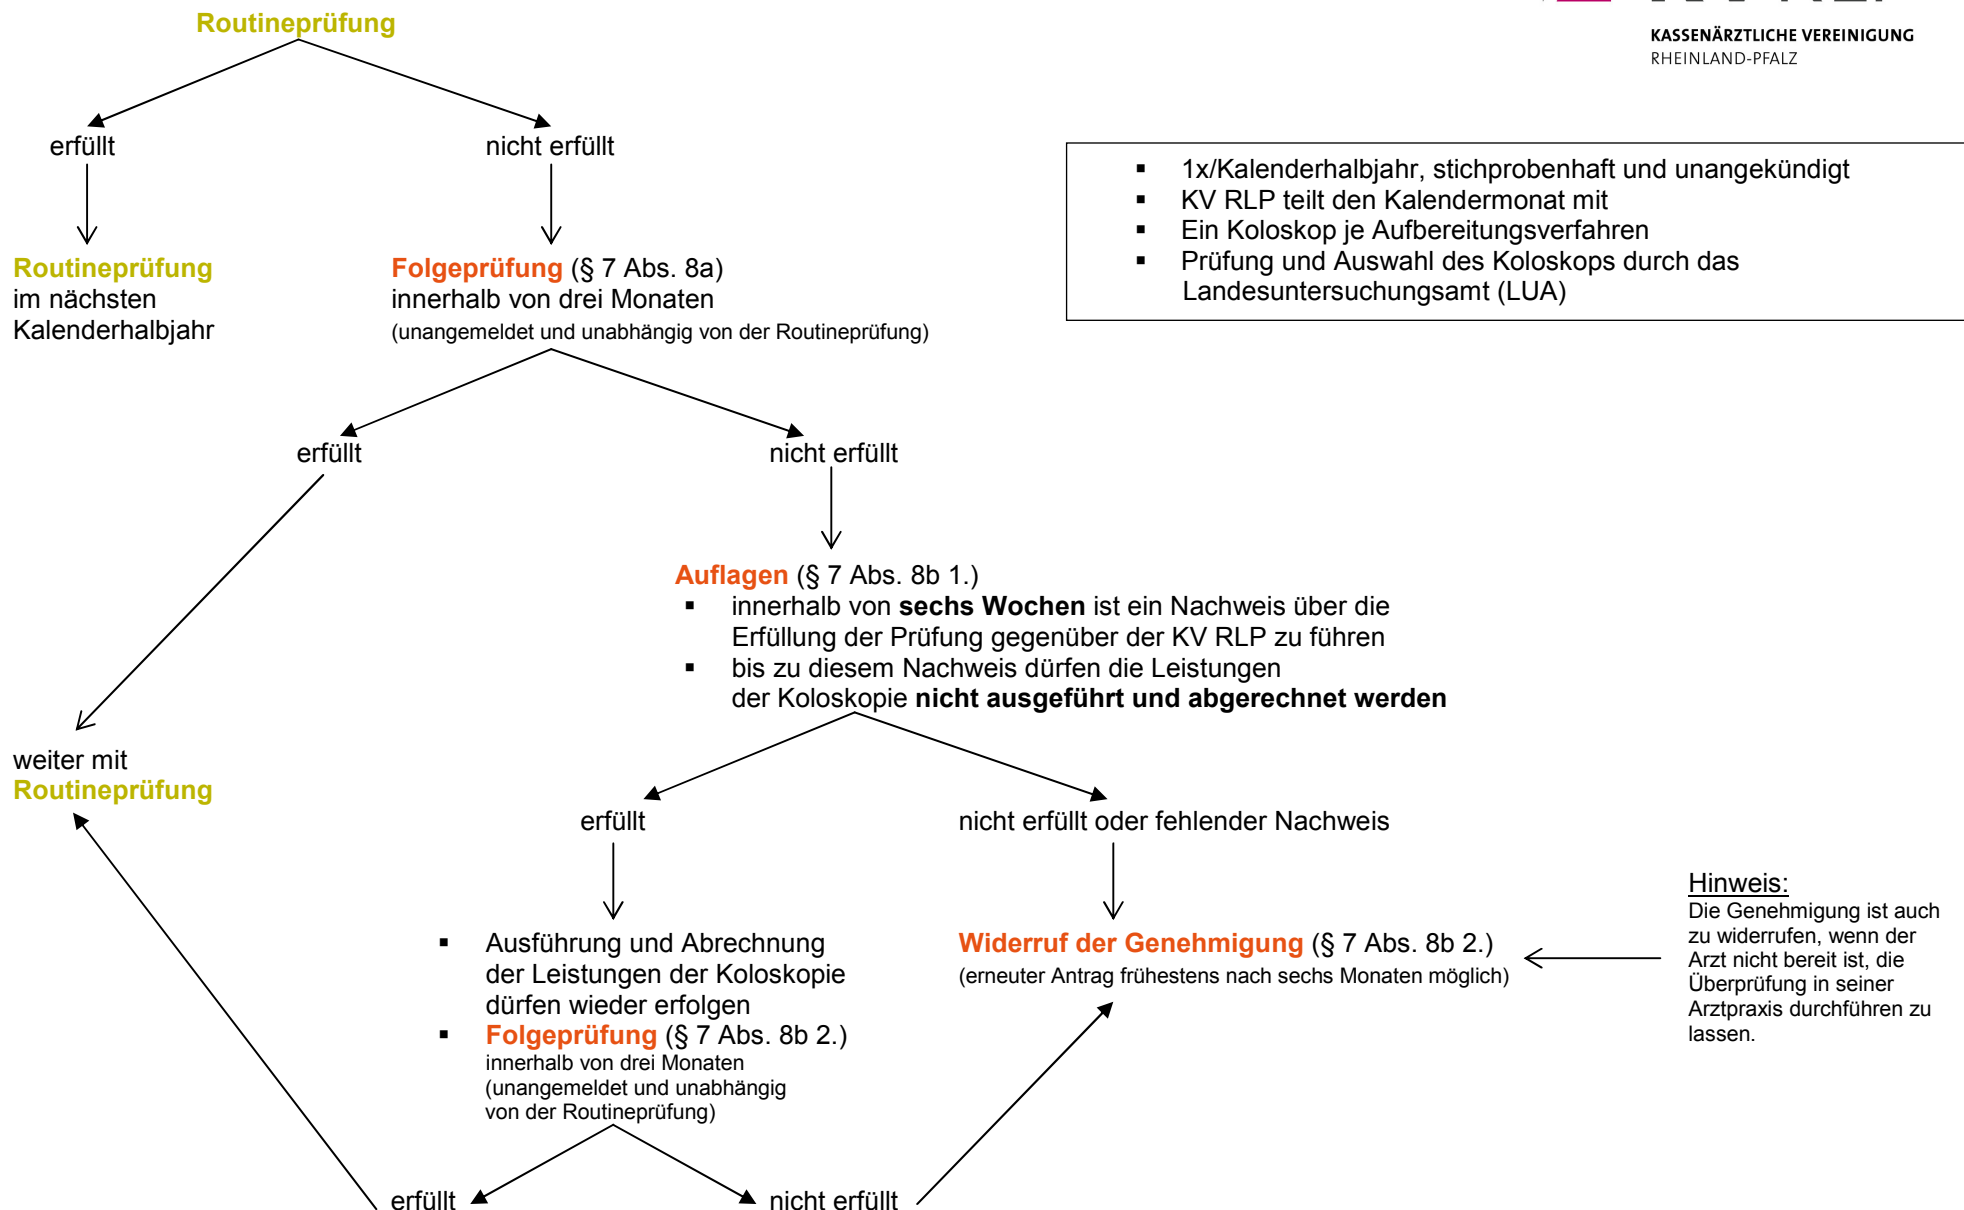 Routineprüfung
KASSENÄRZTLICHE VEREINIGUNG
RHEINLAND-PFALZ
erfüllt
nicht erfüllt
▪ 1x/Kalenderhalbjahr, stichprobenhaft und unangekündigt
▪ KV RLP teilt den Kalendermonat mit
▪ Ein Koloskop je Aufbereitungsverfahren
▪ Prüfung und Auswahl des Koloskops durch das
Landesuntersuchungsamt (LUA)
Routineprüfung
im nächsten
Kalenderhalbjahr
Folgeprüfung (§ 7 Abs. 8a)
innerhalb von drei Monaten
(unangemeldet und unabhängig von der Routineprüfung)
erfüllt
nicht erfüllt
Auflagen (§ 7 Abs. 8b 1.)
▪ innerhalb von sechs Wochen ist ein Nachweis über die
Erfüllung der Prüfung gegenüber der KV RLP zu führen
▪ bis zu diesem Nachweis dürfen die Leistungen
der Koloskopie nicht ausgeführt und abgerechnet werden
weiter mit
Routineprüfung
erfüllt
nicht erfüllt oder fehlender Nachweis
▪ Ausführung und Abrechnung
der Leistungen der Koloskopie
dürfen wieder erfolgen
▪ Folgeprüfung (§ 7 Abs. 8b 2.)
innerhalb von drei Monaten
(unangemeldet und unabhängig
von der Routineprüfung)
Widerruf der Genehmigung (§ 7 Abs. 8b 2.)
(erneuter Antrag frühestens nach sechs Monaten möglich)
Hinweis:
Die Genehmigung ist auch
zu widerrufen, wenn der
Arzt nicht bereit ist, die
Überprüfung in seiner
Arztpraxis durchführen zu
lassen.
erfüllt
nicht erfüllt